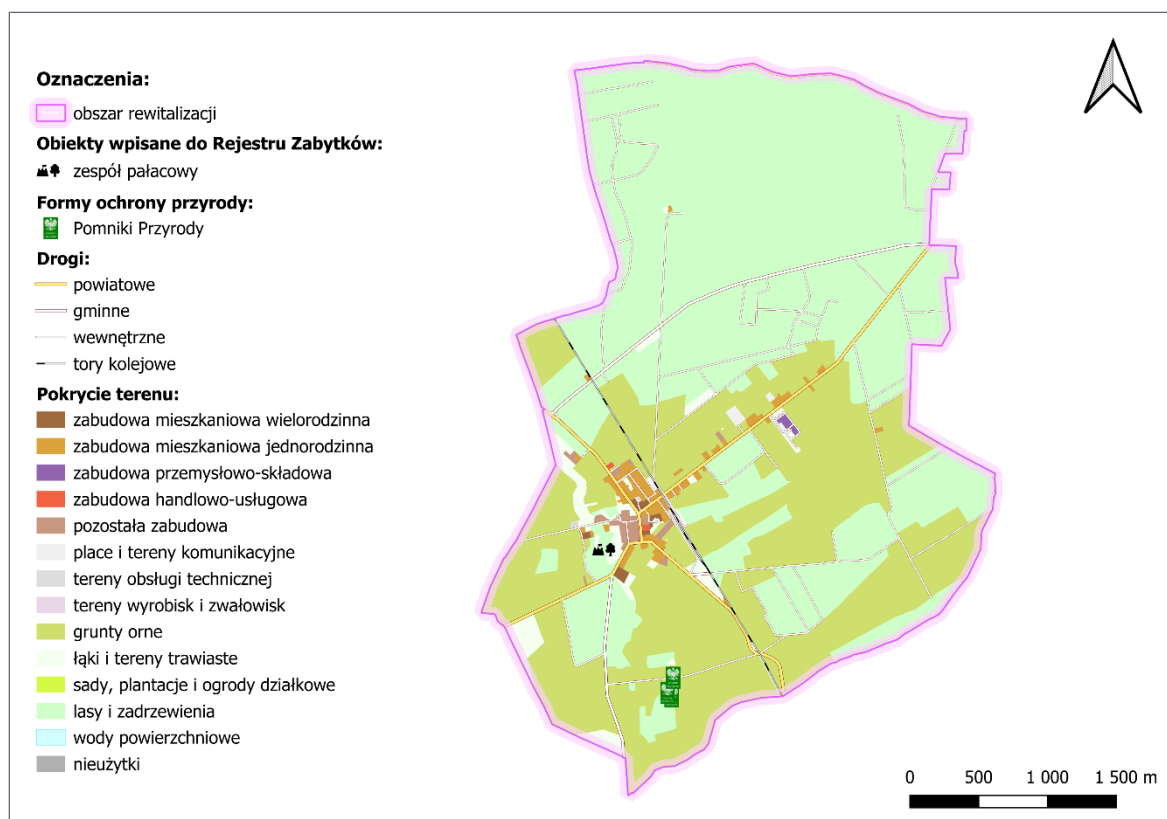 Oznaczenia:
obszar rewitalizacji
Obiekty wpisane do Rejestru Zabytków:
zespół pałacowy
Formy ochrony przyrody:
Pomniki Przyrody
Drogi:
powiatowe
gminne
wewnętrzne
tory kolejowe
Pokrycie terenu:
zabudowa mieszkaniowa wielorodzinna
zabudowa mieszkaniowa jednorodzinna
zabudowa przemysłowo-składowa
zabudowa handlowo-usługowa
pozostała zabudowa
place i tereny komunikacyjne
tereny obsługi technicznej
tereny wyrobisk i zwałowisk
grunty orne
łąki i tereny trawiaste
sady, plantacje i ogrody działkowe
lasy i zadrzewienia
wody powierzchniowe
nieużytki
0 500 1 000 1 500 m